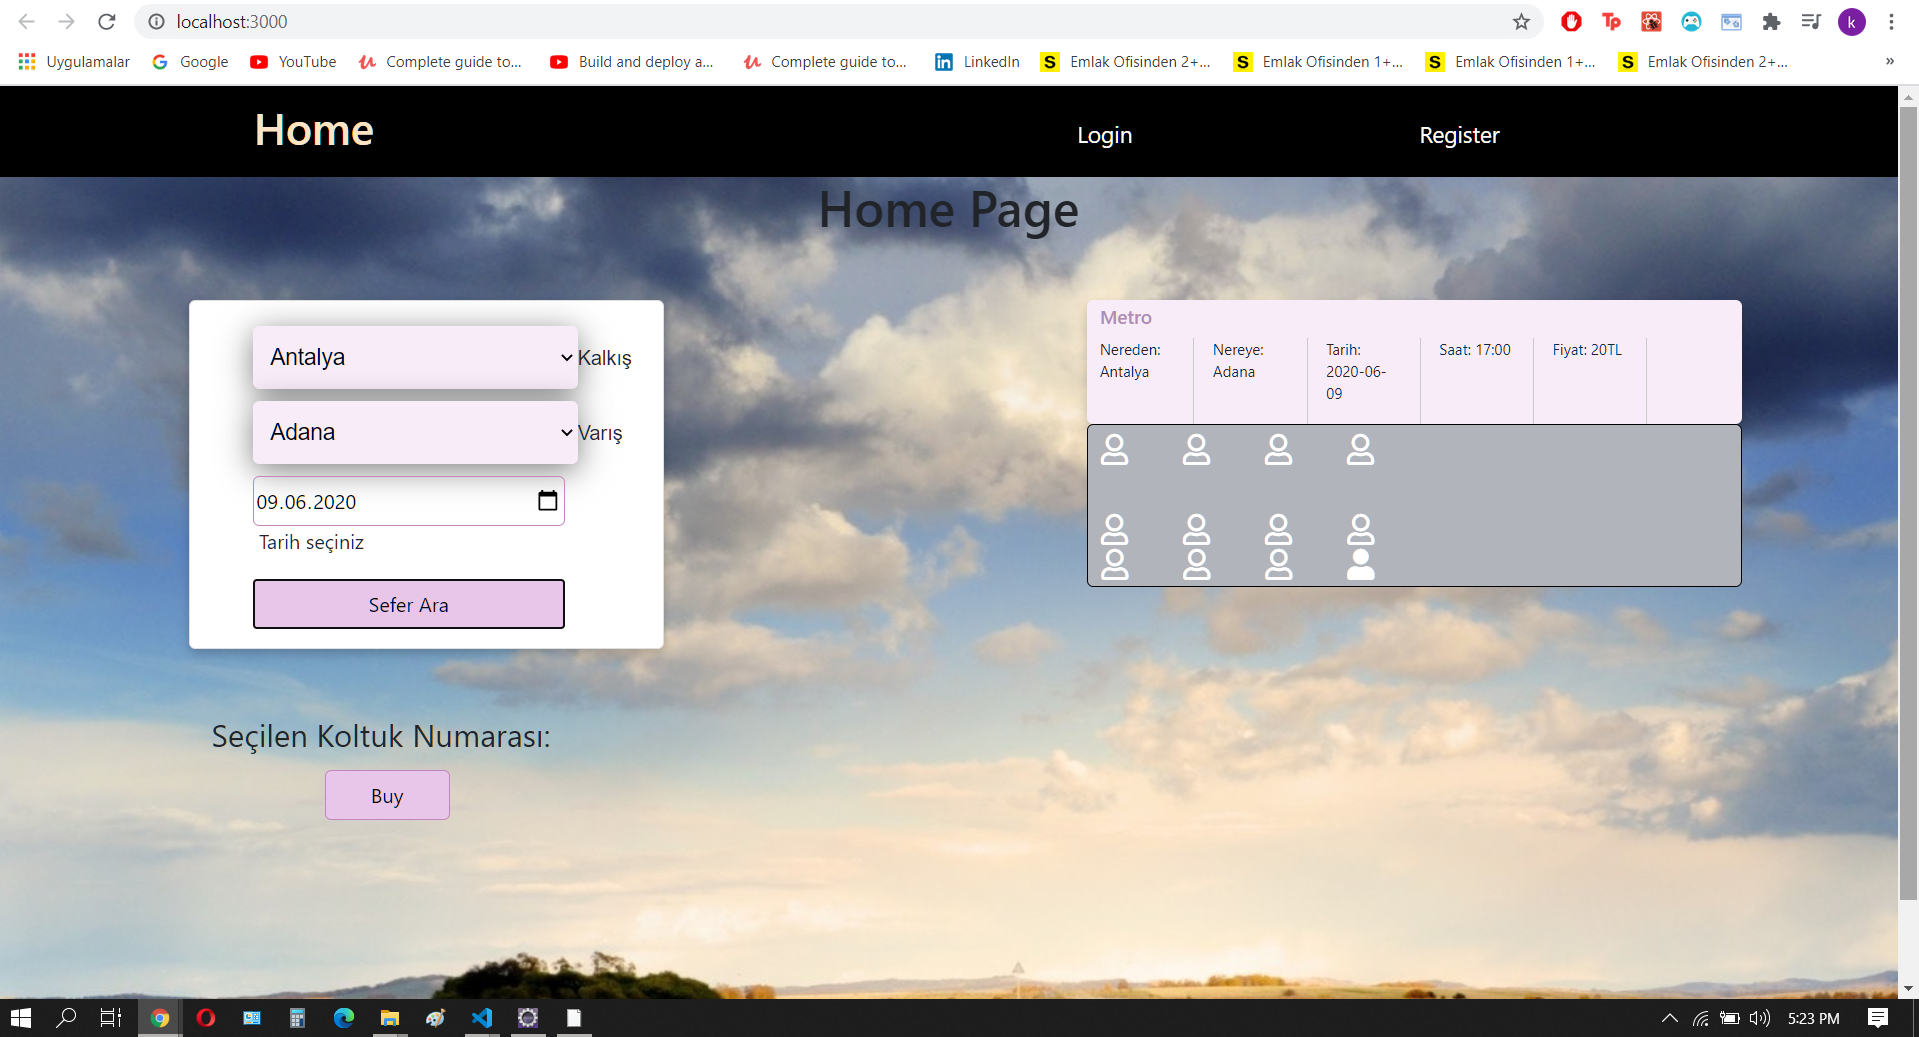 localhost:3000
k
Uygulamalar
Google
YouTube
Complete guide to...
Build and deploy a...
Complete guide to...
LinkedIn
Emlak Ofisinden 2+...
Emlak Ofisinden 1+...
Emlak Ofisinden 1+...
Emlak Ofisinden 2+...
»
Home
Login
Register
Home Page
Antalya
Kalkış
Adana
Varış
09.06.2020
Tarih seçiniz
Sefer Ara
Metro
Nereden:
Antalya
Nereye:
Adana
Tarih:
2020-06-
09
Saat: 17:00
Fiyat: 20TL
Seçilen Koltuk Numarası:
Buy
5:23 PM